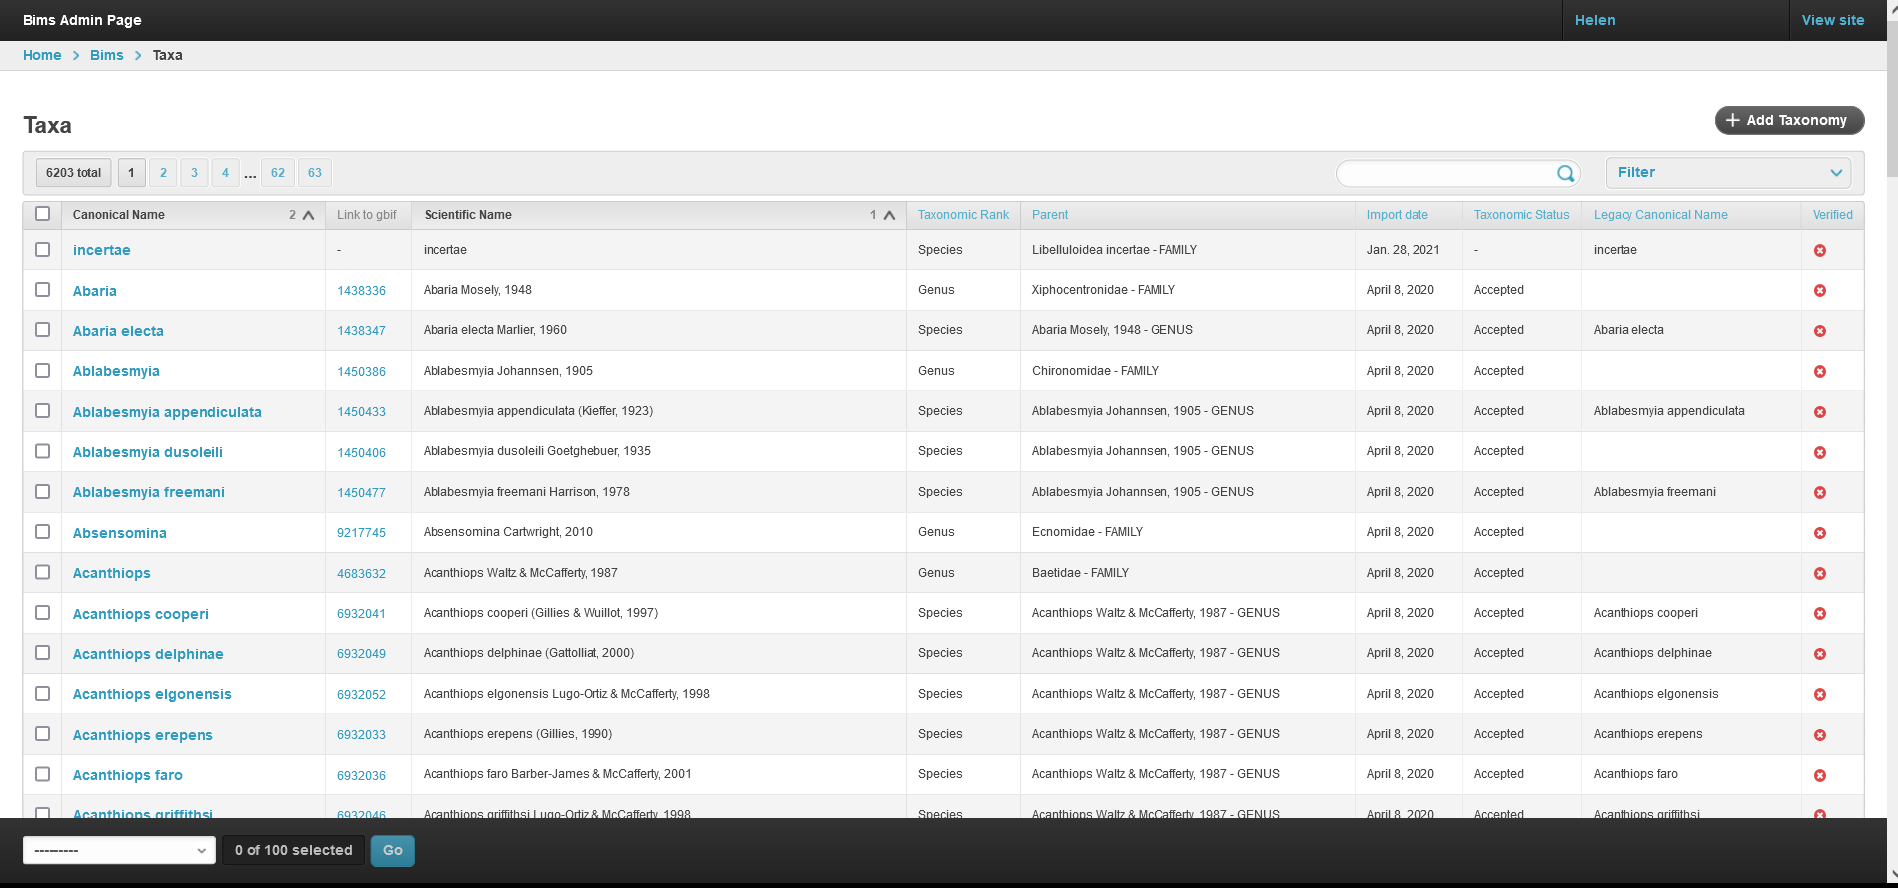 Bims Admin Page Helen View site
Home Bims Taxa
Taxa
Add Taxonomy
6203 total 1 2 3 4 ... 62 63 Filter
Canonical Name 2 Link to gbif Scientific Name 1 Taxonomic Rank Parent Import date Taxonomic Status Legacy Canonical Name Verified
incertae - incertae Species Libelluloidea incertae - FAMILY Jan. 28, 2021 - incertae
Abaria 1438336 Abaria Mosely, 1948 Genus Xiphocentronidae - FAMILY April 8, 2020 Accepted
Abaria electa 1438347 Abaria electa Marlier, 1960 Species Abaria Mosely, 1948 - GENUS April 8, 2020 Accepted Abaria electa
Ablabesmyia 1450386 Ablabesmyia Johannsen, 1905 Genus Chironomidae - FAMILY April 8, 2020 Accepted
Ablabesmyia appendiculata 1450433 Ablabesmyia appendiculata (Kieffer, 1923) Species Ablabesmyia Johannsen, 1905 - GENUS April 8, 2020 Accepted Ablabesmyia appendiculata
Ablabesmyia dusoleili 1450406 Ablabesmyia dusoleili Goetghebuer, 1935 Species Ablabesmyia Johannsen, 1905 - GENUS April 8, 2020 Accepted
Ablabesmyia freemani 1450477 Ablabesmyia freemani Harrison, 1978 Species Ablabesmyia Johannsen, 1905 - GENUS April 8, 2020 Accepted Ablabesmyia freemani
Absensomina 9217745 Absensomina Cartwright, 2010 Genus Ecnomidae - FAMILY April 8, 2020 Accepted
Acanthiops 4683632 Acanthiops Waltz & McCafferty, 1987 Genus Baetidae - FAMILY April 8, 2020 Accepted
Acanthiops cooperi 6932041 Acanthiops cooperi (Gillies & Wuillot, 1997) Species Acanthiops Waltz & McCafferty, 1987 - GENUS April 8, 2020 Accepted Acanthiops cooperi
Acanthiops delphinae 6932049 Acanthiops delphinae (Gattolliat, 2000) Species Acanthiops Waltz & McCafferty, 1987 - GENUS April 8, 2020 Accepted Acanthiops delphinae
Acanthiops elgonensis 6932052 Acanthiops elgonensis Lugo-Ortiz & McCafferty, 1998 Species Acanthiops Waltz & McCafferty, 1987 - GENUS April 8, 2020 Accepted Acanthiops elgonensis
Acanthiops erepens 6932033 Acanthiops erepens (Gillies, 1990) Species Acanthiops Waltz & McCafferty, 1987 - GENUS April 8, 2020 Accepted Acanthiops erepens
Acanthiops faro 6932036 Acanthiops faro Barber-James & McCafferty, 2001 Species Acanthiops Waltz & McCafferty, 1987 - GENUS April 8, 2020 Accepted Acanthiops faro
Acanthiops griffithsi 6932046 Acanthiops griffithsi Lugo-Ortiz & McCafferty, 1998 Species Acanthiops Waltz & McCafferty, 1987 - GENUS April 8, 2020 Accepted Acanthiops griffithsi
--------- 0 of 100 selected Go